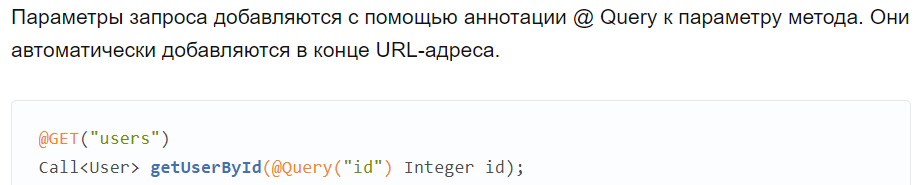 Параметры запроса добавляются с помощью аннотации @ Query к параметру метода. Они
автоматически добавляются в конце URL-адреса.
@GET("users")
Call<User> getUserById(@Query("id") Integer id);